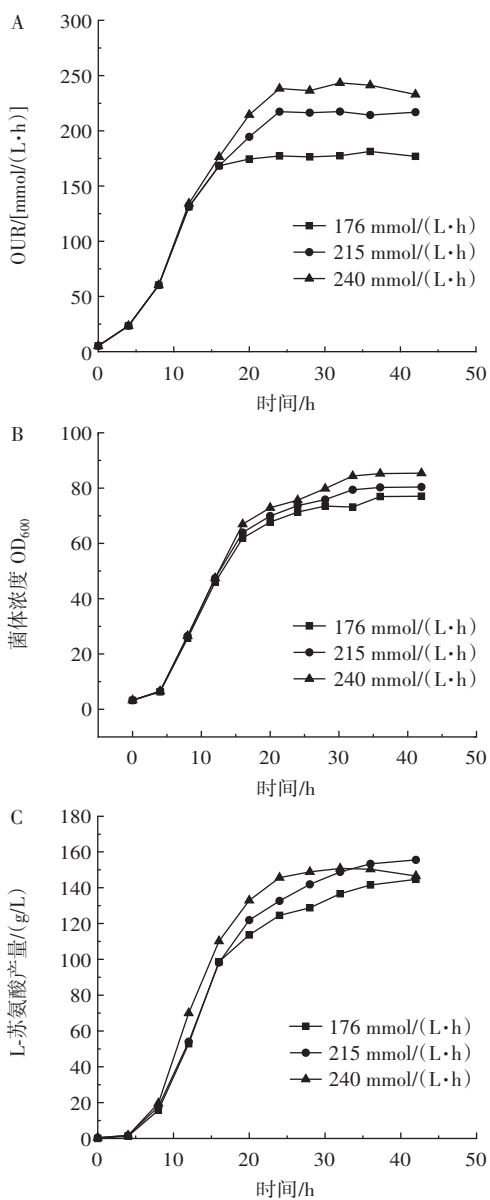 A
OUR/[mmol/(L•h)]
300
250
200
150
100
50
0
176 mmol/(L•h)
215 mmol/(L•h)
240 mmol/(L•h)
0 10 20 30 40 50
时间/h
B
菌体浓度 OD600
100
80
60
40
20
0
176 mmol/(L•h)
215 mmol/(L•h)
240 mmol/(L•h)
0 10 20 30 40 50
时间/h
C
L-苏氨酸产量/(g/L)
180
160
140
120
100
80
60
40
20
0
176 mmol/(L•h)
215 mmol/(L•h)
240 mmol/(L•h)
0 10 20 30 40 50
时间/h